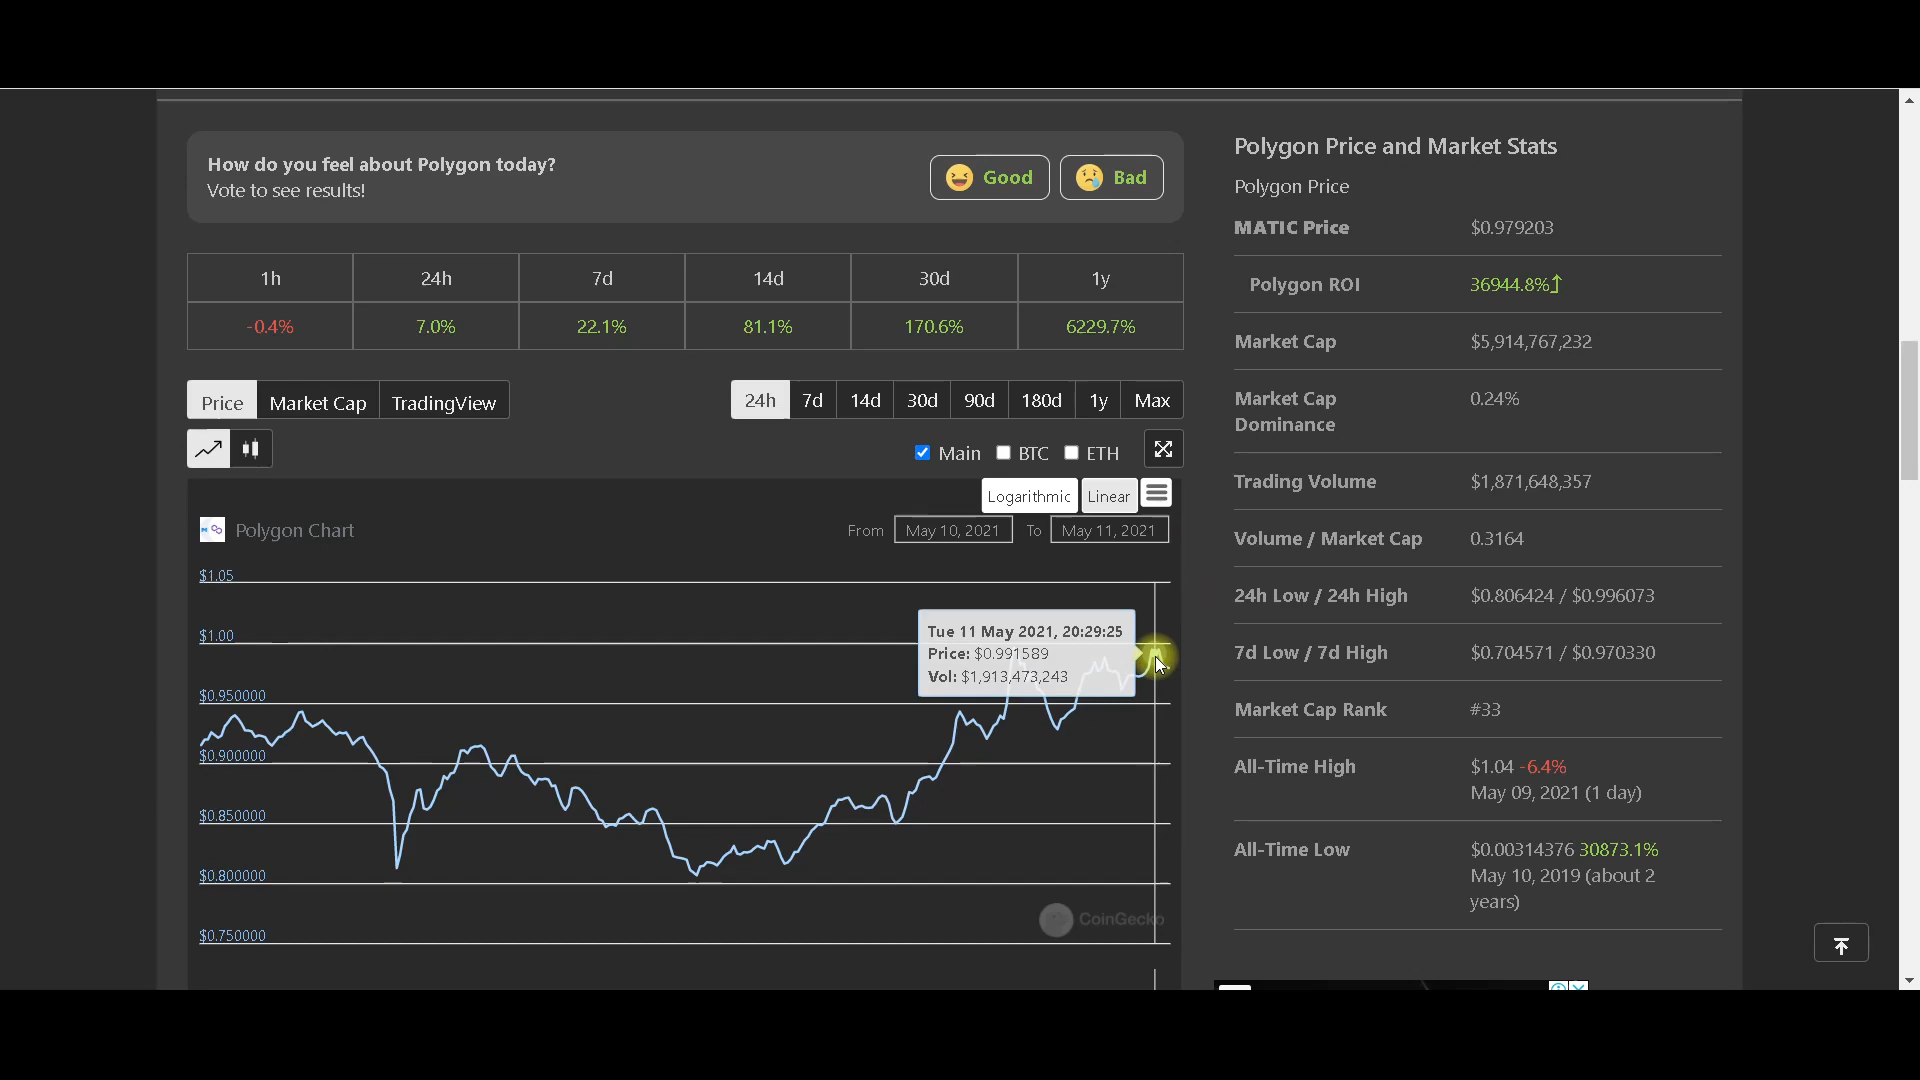 How do you feel about Polygon today?
Vote to see results!
Good
Bad
1h 24h 7d 14d 30d 1y
-0.4% 7.0% 22.1% 81.1% 170.6% 6229.7%
Price Market Cap TradingView
24h 7d 14d 30d 90d 180d 1y Max
Main BTC ETH
Logarithmic Linear
Polygon Chart
From May 10, 2021 To May 11, 2021
$1.05
$1.00
$0.950000
$0.900000
$0.850000
$0.800000
$0.750000
Tue 11 May 2021, 20:29:25
Price: $0.991589
Vol: $1,913,473,243
CoinGecko
Polygon Price and Market Stats
Polygon Price
MATIC Price $0.979203
Polygon ROI 36944.8%
Market Cap $5,914,767,232
Market Cap
Dominance 0.24%
Trading Volume $1,871,648,357
Volume / Market Cap 0.3164
24h Low / 24h High $0.806424 / $0.996073
7d Low / 7d High $0.704571 / $0.970330
Market Cap Rank #33
All-Time High $1.04 -6.4%
May 09, 2021 (1 day)
All-Time Low $0.00314376 30873.1%
May 10, 2019 (about 2
years)